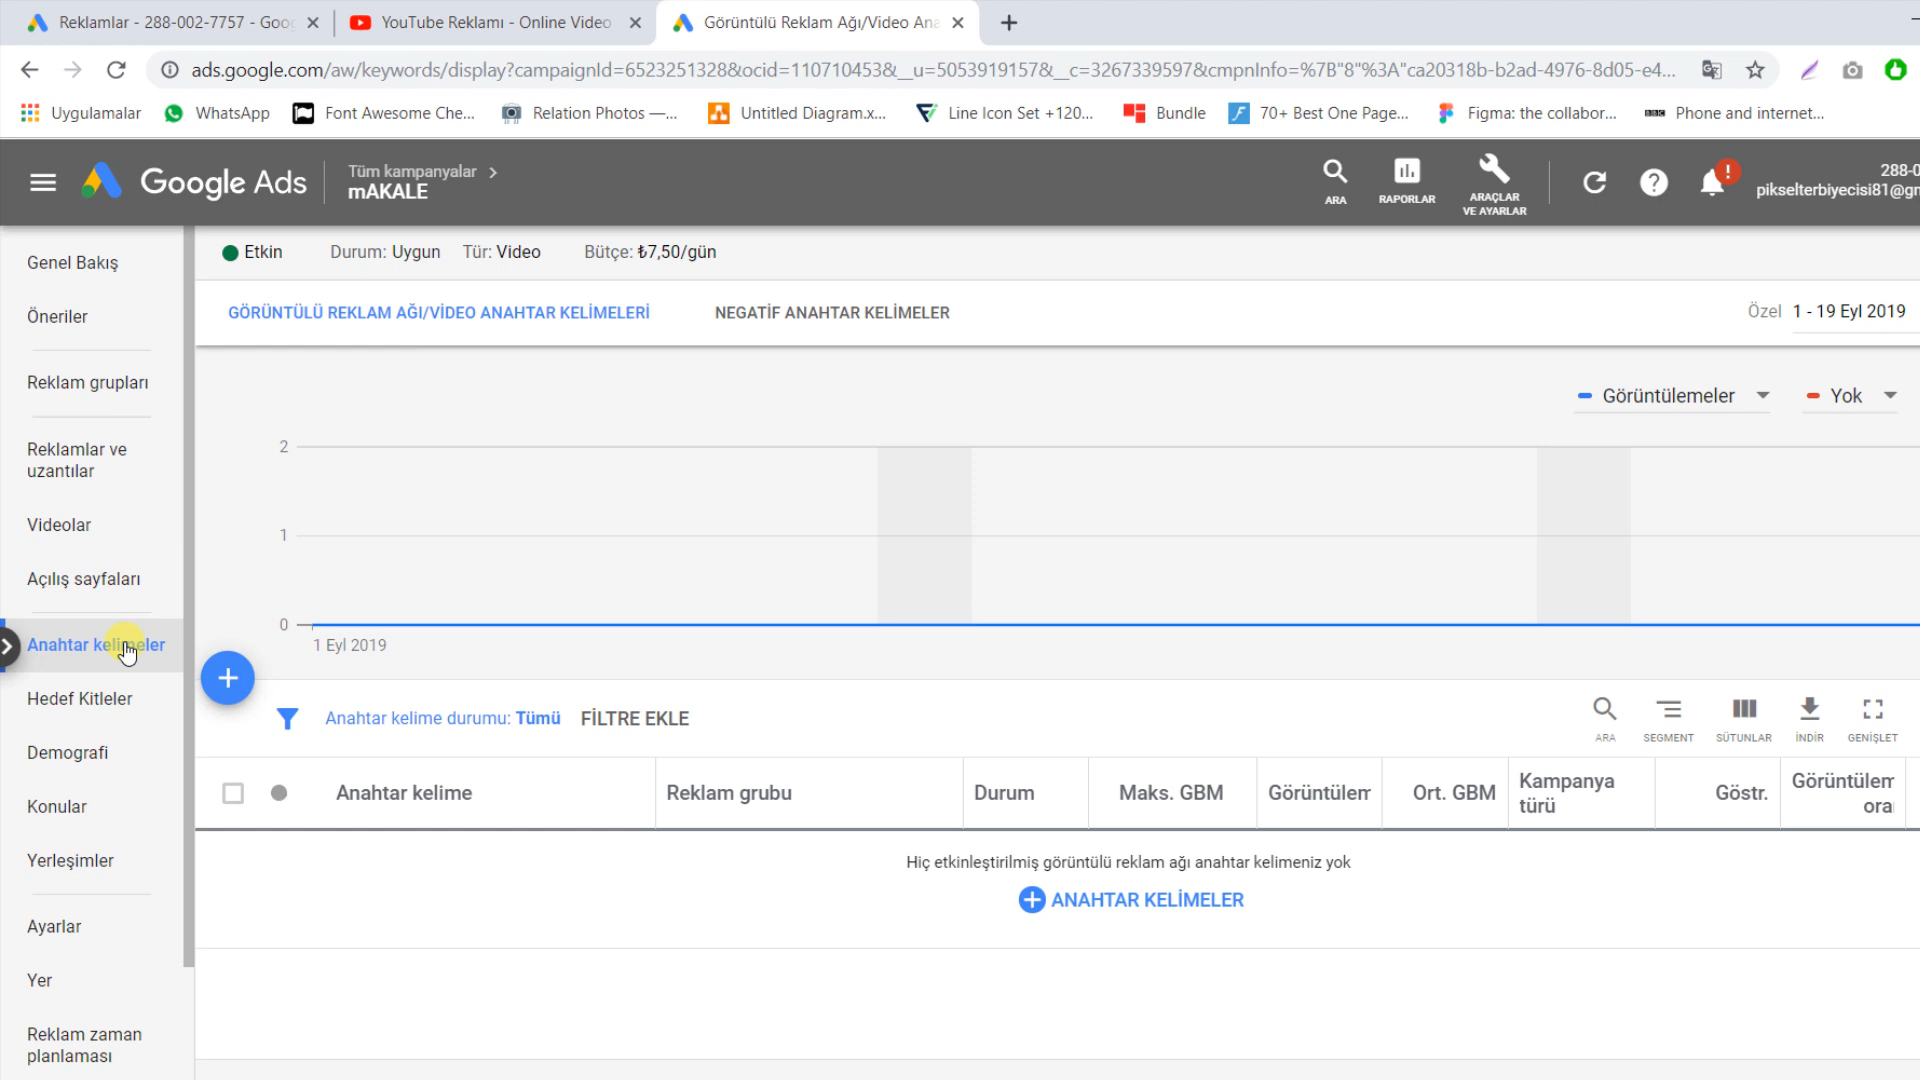 Reklamlar - 288-002-7757 - Goog
YouTube Reklamı - Online Video
Görüntülü Reklam Ağı/Video Ana
ads.google.com/aw/keywords/display?campaignId=6523251328&ocid=110710453&__u=5053919157&__c=3267339597&cmpnInfo=%7B"8"%3A"ca20318b-b2ad-4976-8d05-e4...
Uygulamalar
WhatsApp
Font Awesome Che...
Relation Photos —...
Untitled Diagram.x...
Line Icon Set +120...
Bundle
70+ Best One Page...
Figma: the collabor...
BBC
Phone and internet...
Google Ads
Tüm kampanyalar
mAKALE
ARA
RAPORLAR
ARAÇLAR
VE AYARLAR
?
!
288-0
pikselterbiyecisi81@gm
Genel Bakış
Öneriler
Reklam grupları
Reklamlar ve
uzantılar
Videolar
Açılış sayfaları
Anahtar kelimeler
Hedef Kitleler
Demografi
Konular
Yerleşimler
Ayarlar
Yer
Reklam zaman
planlaması
Etkin
Durum: Uygun
Tür: Video
Bütçe: ₺7,50/gün
GÖRÜNTÜLÜ REKLAM AĞI/VİDEO ANAHTAR KELİMELERİ
NEGATİF ANAHTAR KELİMELER
Özel
1 - 19 Eyl 2019
Görüntülemeler
Yok
2
1
0
1 Eyl 2019
Anahtar kelime durumu: Tümü
FİLTRE EKLE
ARA
SEGMENT
SÜTUNLAR
İNDİR
GENİŞLET
Anahtar kelime
Reklam grubu
Durum
Maks. GBM
Görüntülem
Ort. GBM
Kampanya
türü
Göstr.
Görüntülem
ora
Hiç etkinleştirilmiş görüntülü reklam ağı anahtar kelimeniz yok
ANAHTAR KELİMELER